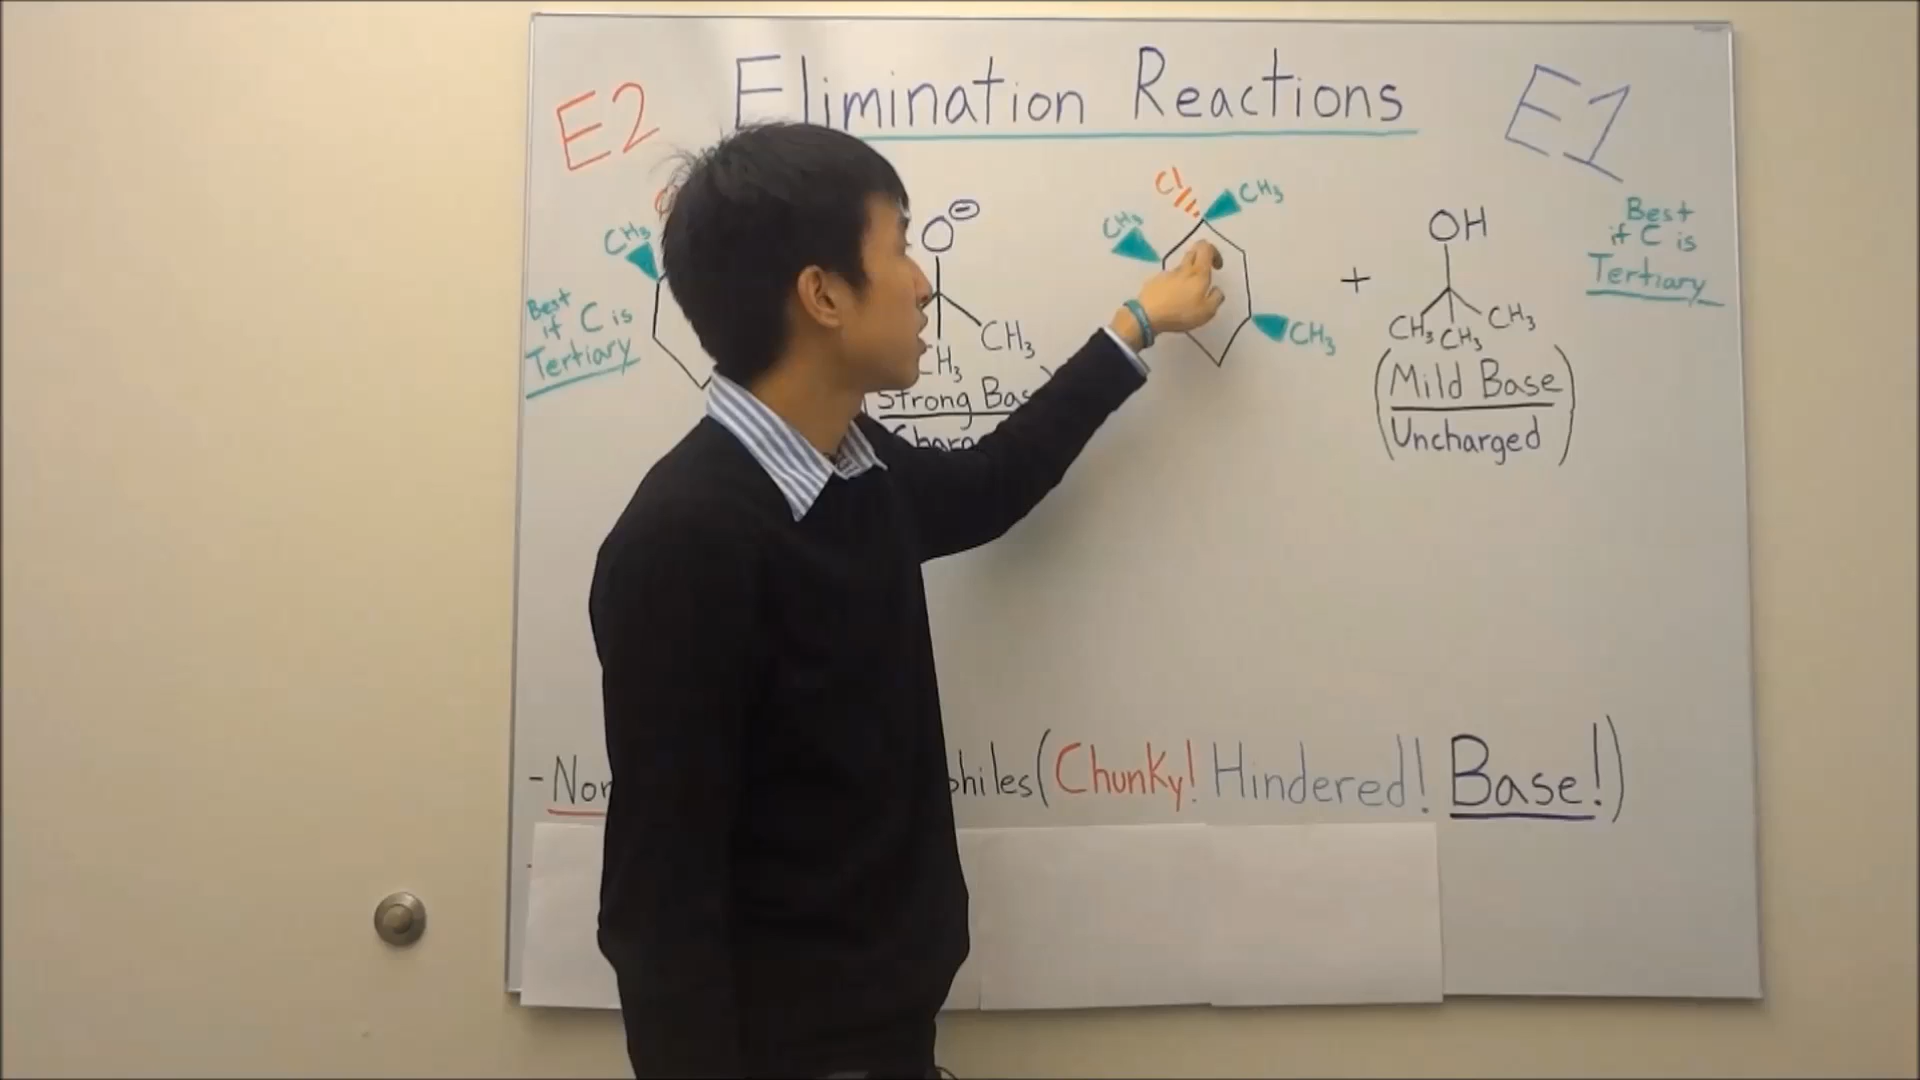 E2 Elimination Reactions E1
CH3
Best
if C is
Tertiary
O⊖
CH3
CH3
Strong Bas
Cl CH3
CH3
CH3
+
OH
CH3 CH3 CH3
(Mild Base
Uncharged)
Best
if C is
Tertiary
-Non philes (Chunky! Hindered! Base!)